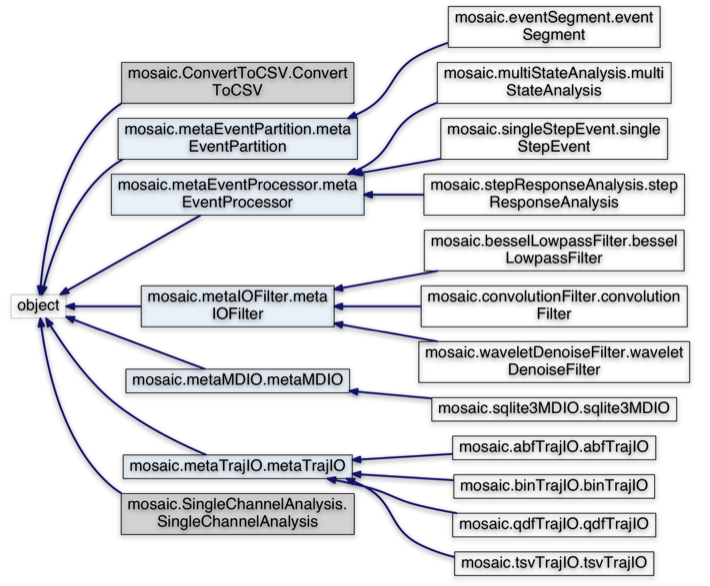 mosaic.eventSegment.event
Segment
mosaic.ConvertToCSV.Convert
ToCSV
mosaic.multiStateAnalysis.multi
StateAnalysis
mosaic.metaEventPartition.meta
EventPartition
mosaic.singleStepEvent.single
StepEvent
mosaic.metaEventProcessor.meta
EventProcessor
mosaic.stepResponseAnalysis.step
ResponseAnalysis
mosaic.besselLowpassFilter.bessel
LowpassFilter
object
mosaic.metaIOFilter.meta
IOFilter
mosaic.convolutionFilter.convolution
Filter
mosaic.waveletDenoiseFilter.wavelet
DenoiseFilter
mosaic.metaMDIO.metaMDIO
mosaic.sqlite3MDIO.sqlite3MDIO
mosaic.abfTrajIO.abfTrajIO
mosaic.metaTrajIO.metaTrajIO
mosaic.binTrajIO.binTrajIO
mosaic.SingleChannelAnalysis.
SingleChannelAnalysis
mosaic.qdfTrajIO.qdfTrajIO
mosaic.tsvTrajIO.tsvTrajIO